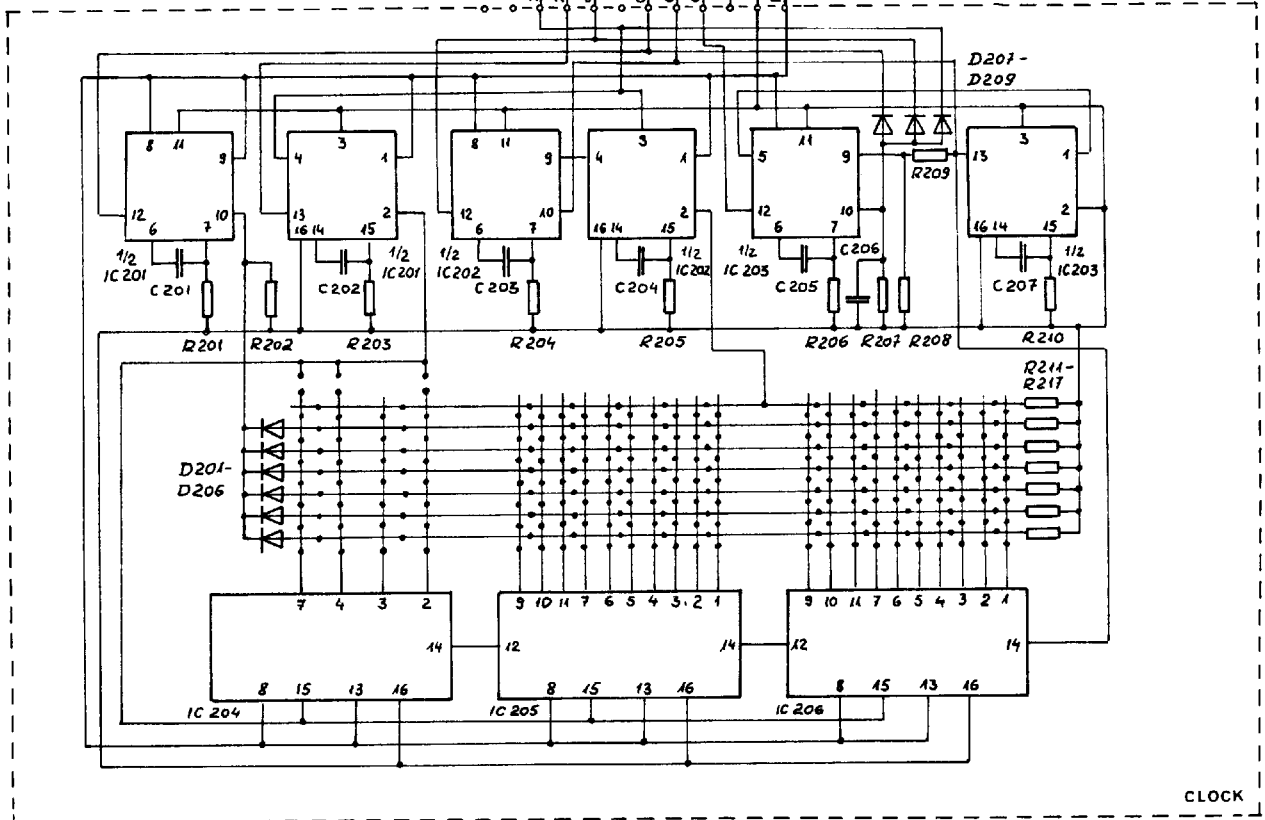 D207-
D209
8 11 9 12 10 6 7
3 4 1 13 2 16 14 15
8 11 9 12 10 6 7
3 4 1 2 16 14 15
11 5 9 12 10 6 7
3 13 1 2 16 14 15
R209
1/2
IC201
C201
1/2
IC201
C202
1/2
IC202
C203
1/2
IC202
C204
1/2
IC203
C205
C206
1/2
IC203
C207
R201
R202
R203
R204
R205
R206
R207
R208
R210
R211-
R217
D201-
D206
7 4 3 2
9 10 11 7 6 5 4 3 2 1
9 10 11 7 6 5 4 3 2 1
14 12 14 12 14
8 15 13 16
8 15 13 16
8 15 13 16
IC204
IC205
IC206
CLOCK